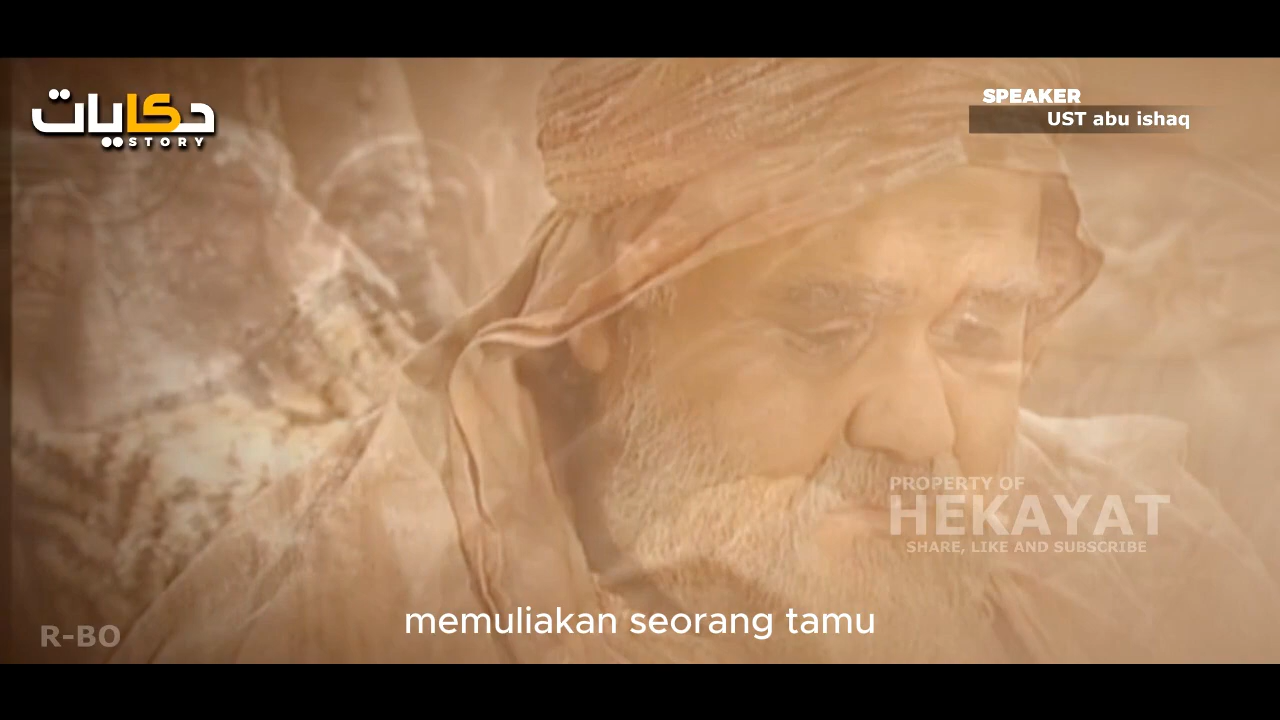 حكايات
STORY
SPEAKER
UST abu ishaq
PROPERTY OF
HEKAYAT
SHARE, LIKE AND SUBSCRIBE
memuliakan seorang tamu
R-BO